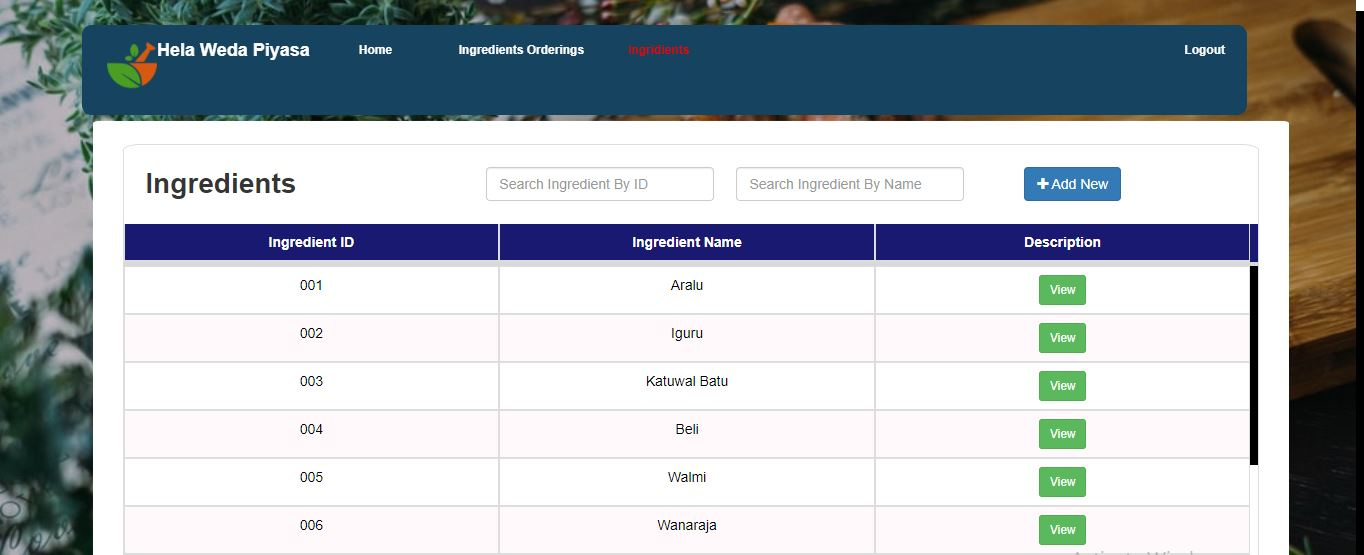 Hela Weda Piyasa Home Ingredients Orderings Ingridients Logout
Ingredients Search Ingredient By ID Search Ingredient By Name Add New
Ingredient ID Ingredient Name Description
001 Aralu View
002 Iguru View
003 Katuwal Batu View
004 Beli View
005 Walmi View
006 Wanaraja View